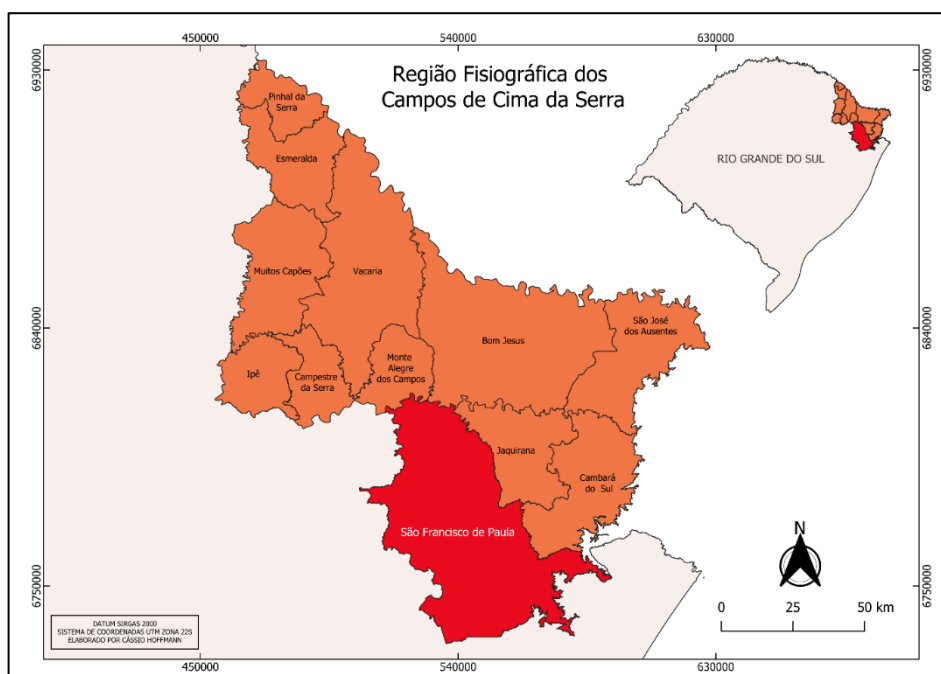 450000
540000
630000
6930000
6930000
Região Fisiográfica dos
Campos de Cima da Serra
Pinhal da
Serra
Esmeralda
RIO GRANDE DO SUL
Muitos Capões
Vacaria
São José
dos Ausentes
6840000
6840000
Bom Jesus
Monte
Alegre
dos Campos
Ipê
Campestre
da Serra
Jaquirana
Cambará
do Sul
São Francisco de Paula
N
6750000
6750000
0 25 50 km
DATUM SIRGAS 2000
SISTEMA DE COORDENADAS UTM ZONA 22S
ELABORADO POR CÁSSIO HOFFMANN
450000
540000
630000